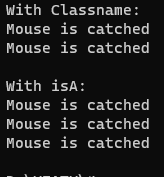 With Classname:
Mouse is catched
Mouse is catched

With isA:
Mouse is catched
Mouse is catched
Mouse is catched